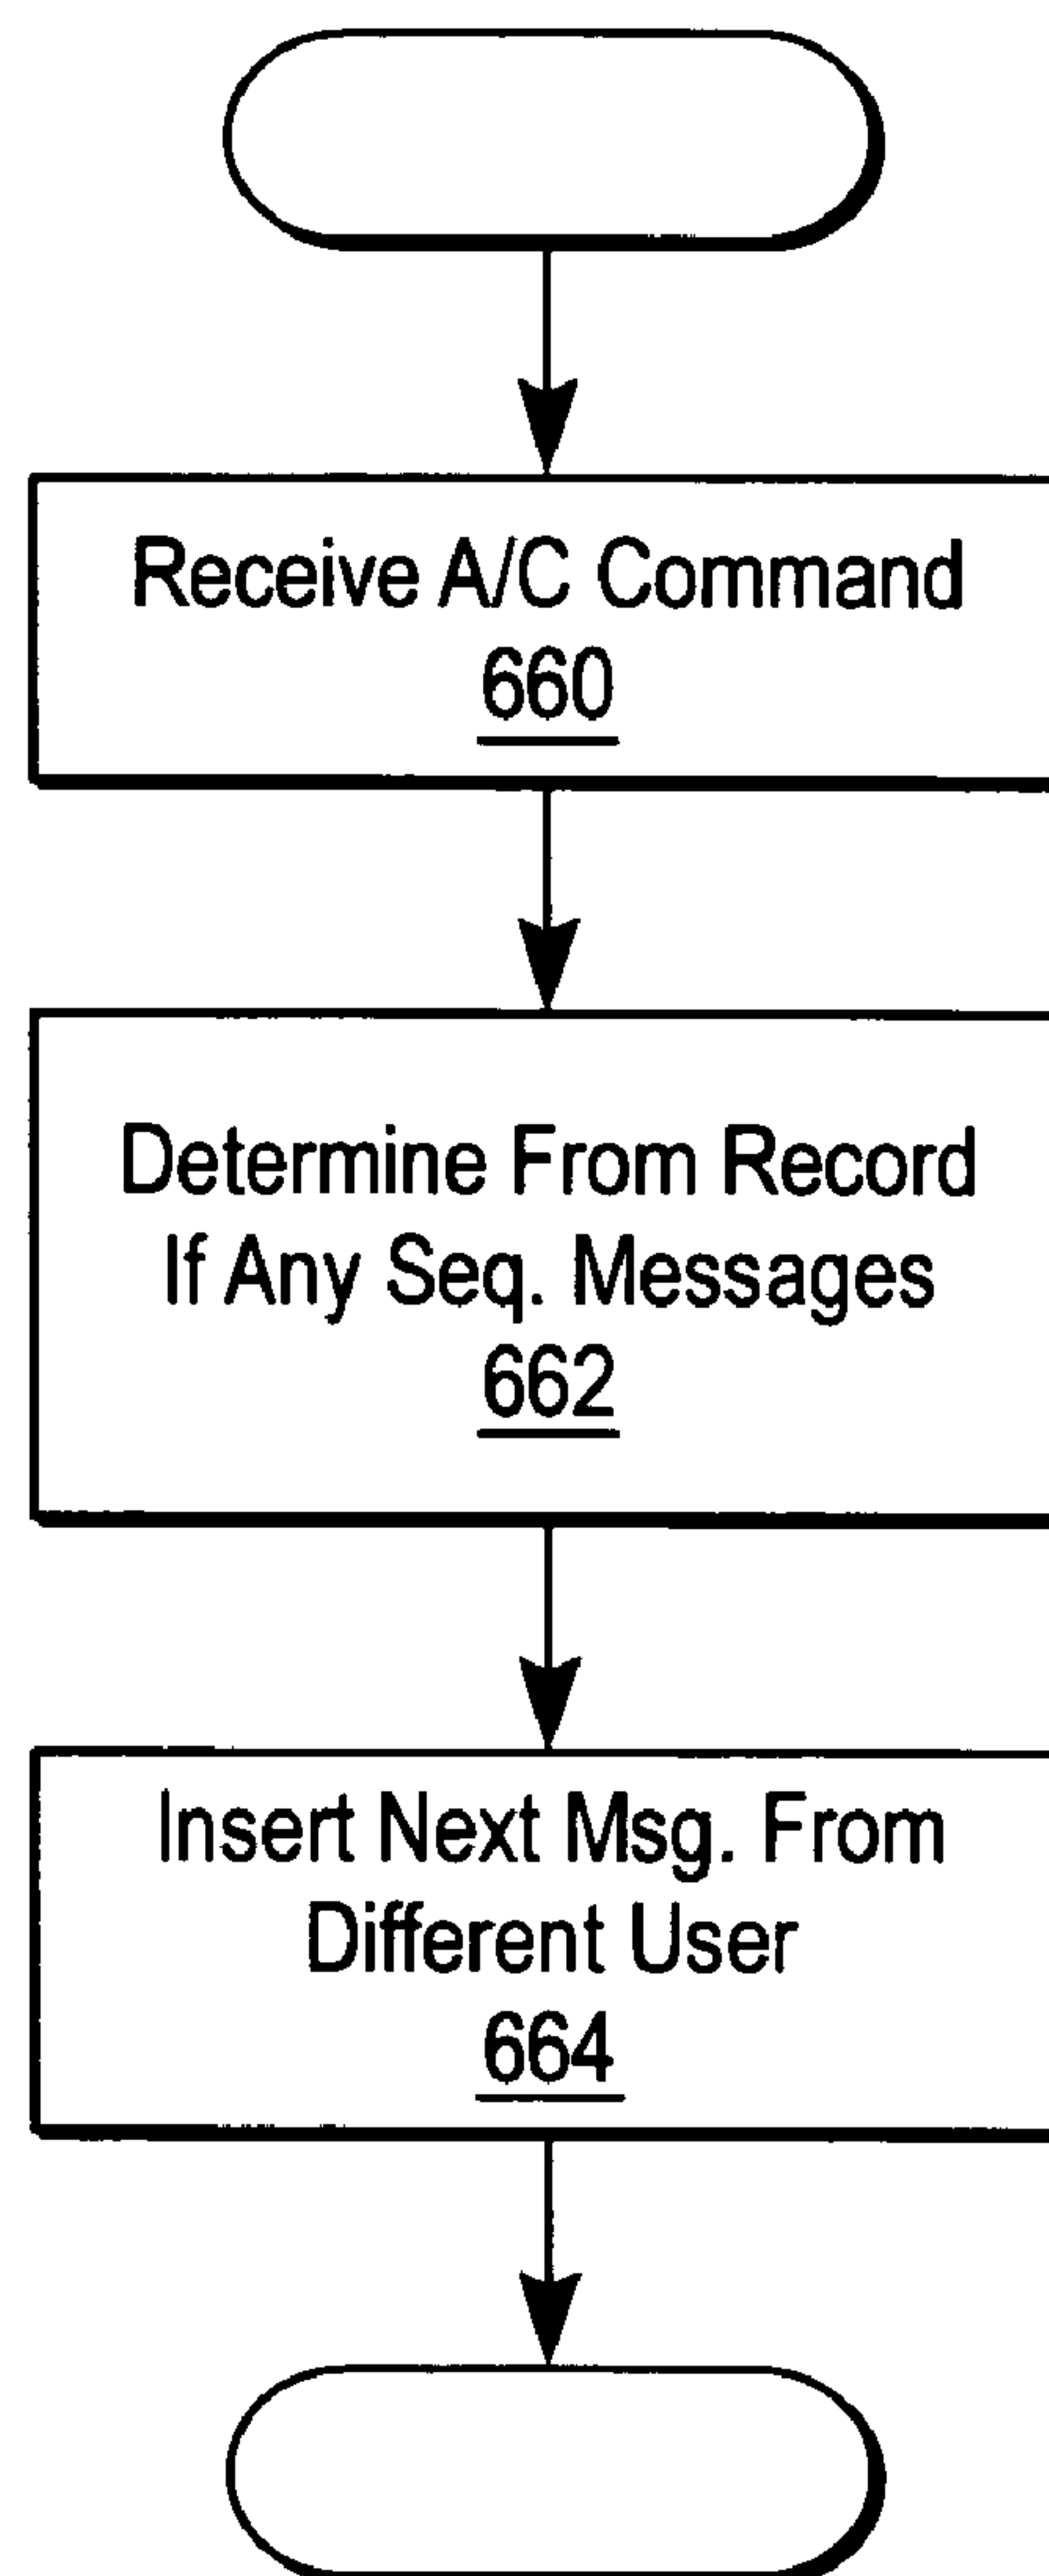 Receive A/C Command
660
Determine From Record
If Any Seq. Messages
662
Insert Next Msg. From
Different User
664